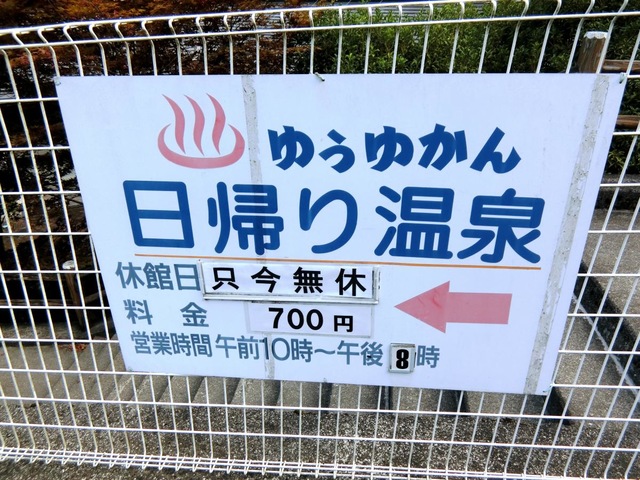 ゆぅゆかん
日帰り温泉
休館日 只今無休
料金 700円
営業時間 午前10時～午後8時